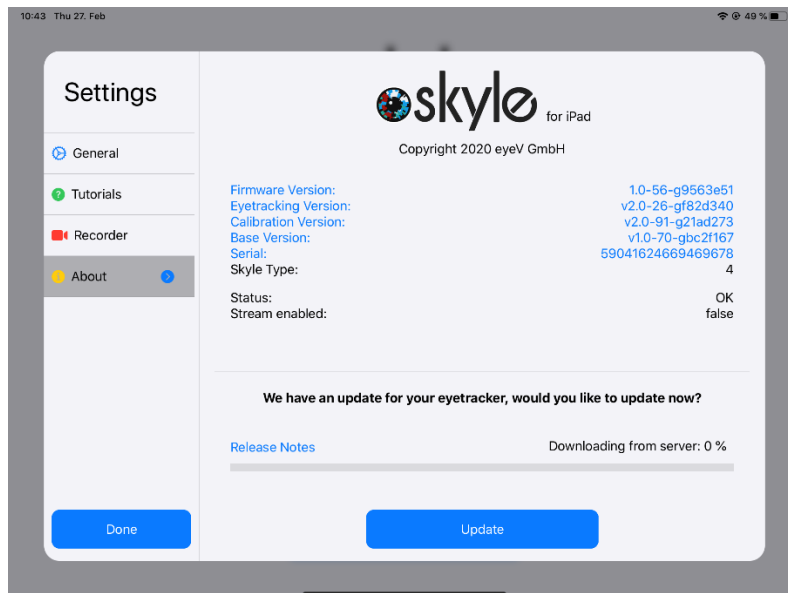 10:43 Thu 27. Feb
49 %
Settings
General
Tutorials
Recorder
About
Done
skyle for iPad
Copyright 2020 eyeV GmbH
Firmware Version: 1.0-56-g9563e51
Eyetracking Version: v2.0-26-gf82d340
Calibration Version: v2.0-91-g21ad273
Base Version: v1.0-70-gbc2f167
Serial: 59041624669469678
Skyle Type: 4
Status: OK
Stream enabled: false
We have an update for your eyetracker, would you like to update now?
Release Notes
Downloading from server: 0 %
Update